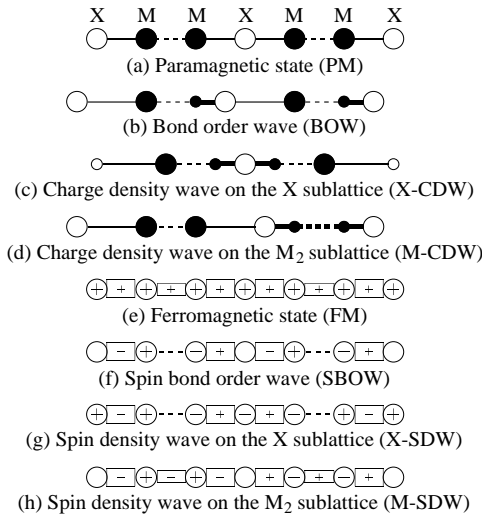 X M M X M M X
(a) Paramagnetic state (PM)
(b) Bond order wave (BOW)
(c) Charge density wave on the X sublattice (X-CDW)
(d) Charge density wave on the M₂ sublattice (M-CDW)
+ + + + + + + + + + + + +
(e) Ferromagnetic state (FM)
− + − + − + − +
(f) Spin bond order wave (SBOW)
+ − + − + − + − + − +
(g) Spin density wave on the X sublattice (X-SDW)
− + − + − + − + − +
(h) Spin density wave on the M₂ sublattice (M-SDW)